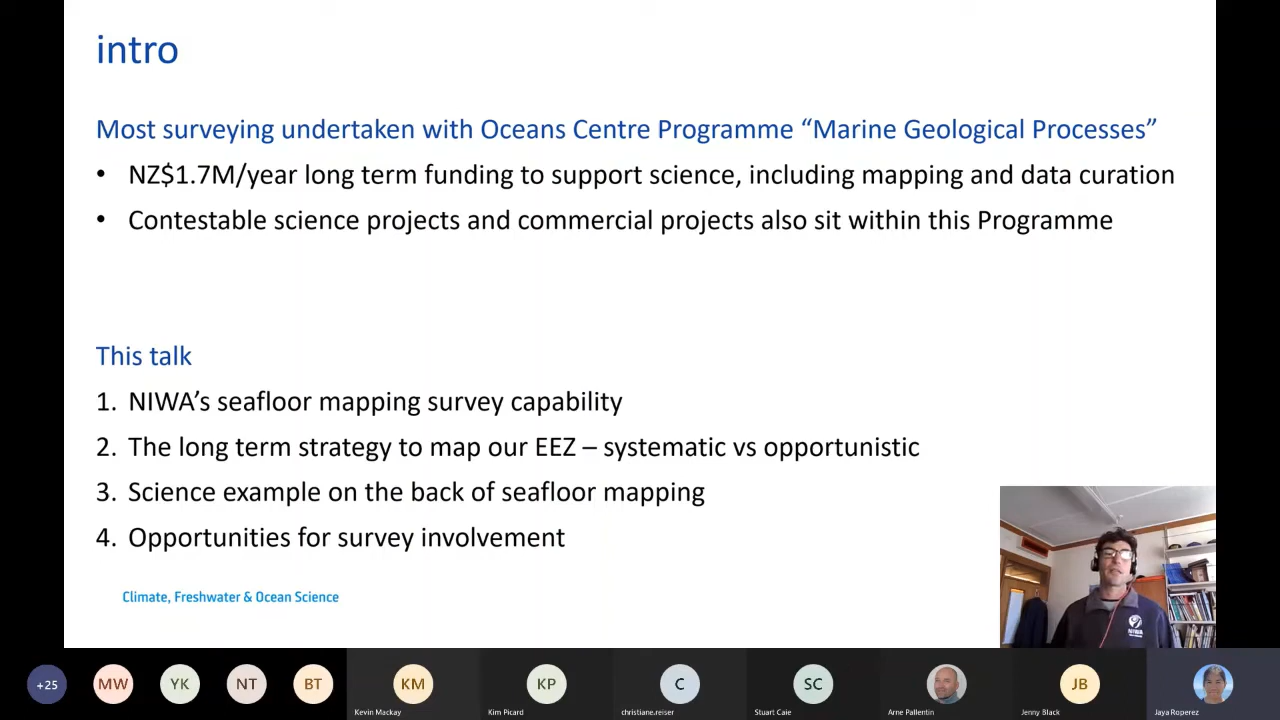 intro
Most surveying undertaken with Oceans Centre Programme “Marine Geological Processes”
• NZ$1.7M/year long term funding to support science, including mapping and data curation
• Contestable science projects and commercial projects also sit within this Programme
This talk
1. NIWA’s seafloor mapping survey capability
2. The long term strategy to map our EEZ – systematic vs opportunistic
3. Science example on the back of seafloor mapping
4. Opportunities for survey involvement
Climate, Freshwater & Ocean Science
NIWA
+25 MW YK NT BT KM KP C SC JB
Kevin Mackay Kim Picard christiane.reiser Stuart Caie Arne Pallentin Jenny Black Jaya Roperez